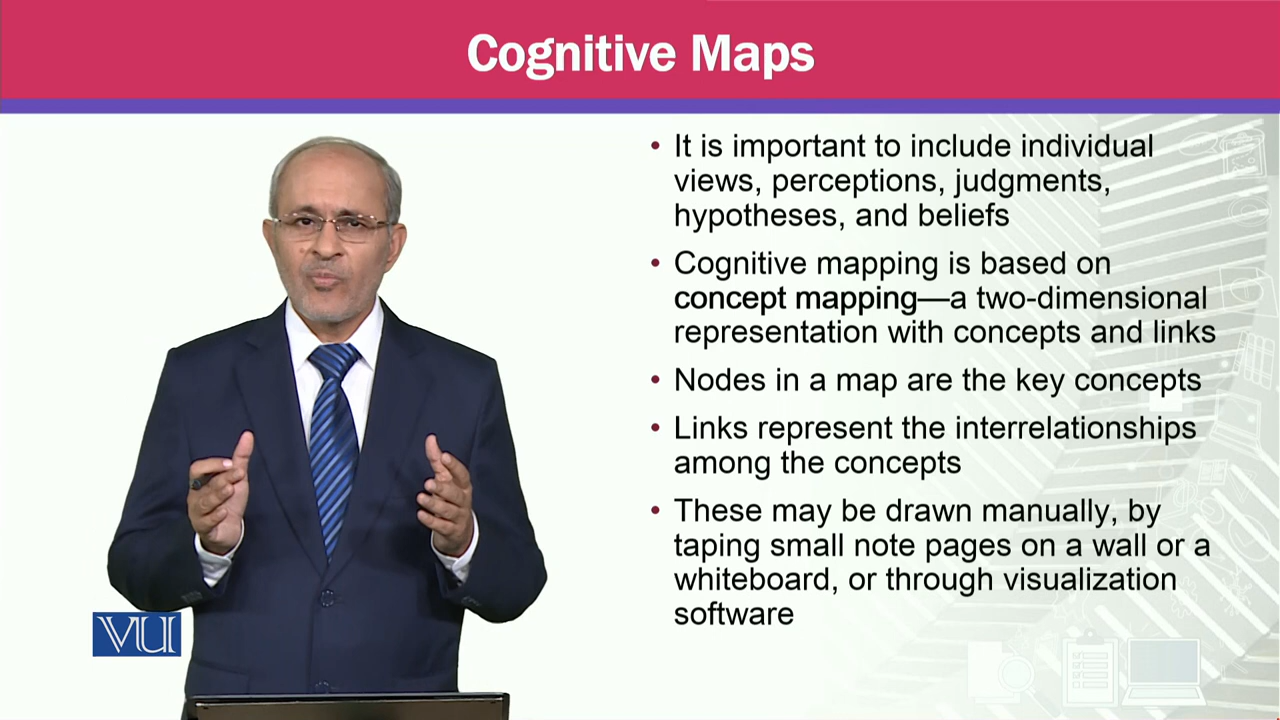 Cognitive Maps
• It is important to include individual
views, perceptions, judgments,
hypotheses, and beliefs
• Cognitive mapping is based on
concept mapping—a two-dimensional
representation with concepts and links
• Nodes in a map are the key concepts
• Links represent the interrelationships
among the concepts
• These may be drawn manually, by
taping small note pages on a wall or a
whiteboard, or through visualization
software
VU